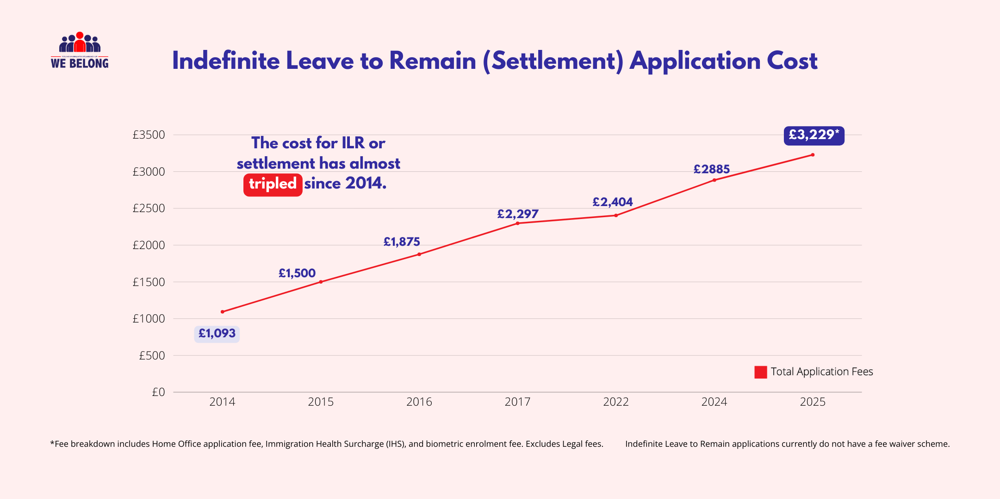 YOUNG MIGRANTS STANDING UP
WE BELONG
Indefinite Leave to Remain (Settlement) Application Cost
The cost for ILR or
settlement has almost
tripled since 2014.
£3500
£3000
£2500
£2000
£1500
£1000
£500
£0
£1,093
£1,500
£1,875
£2,297
£2,404
£2885
£3,229*
Total Application Fees
2014 2015 2016 2017 2022 2024 2025
*Fee breakdown includes Home Office application fee, Immigration Health Surcharge (IHS), and biometric enrolment fee. Excludes Legal fees.
Indefinite Leave to Remain applications currently do not have a fee waiver scheme.